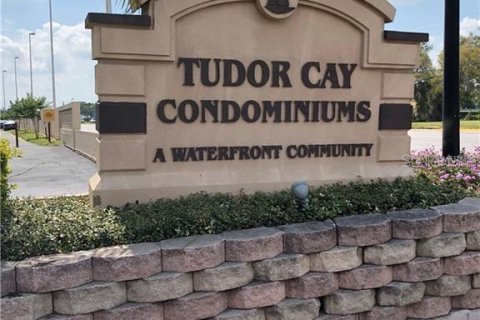 TUDOR CAY
CONDOMINIUMS
A WATERFRONT COMMUNITY